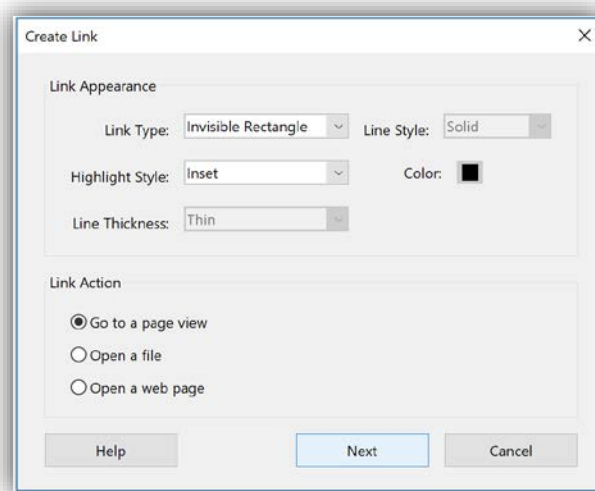 Create Link
Link Appearance
Link Type: Invisible Rectangle Line Style: Solid
Highlight Style: Inset Color:
Line Thickness: Thin
Link Action
Go to a page view
Open a file
Open a web page
Help Next Cancel